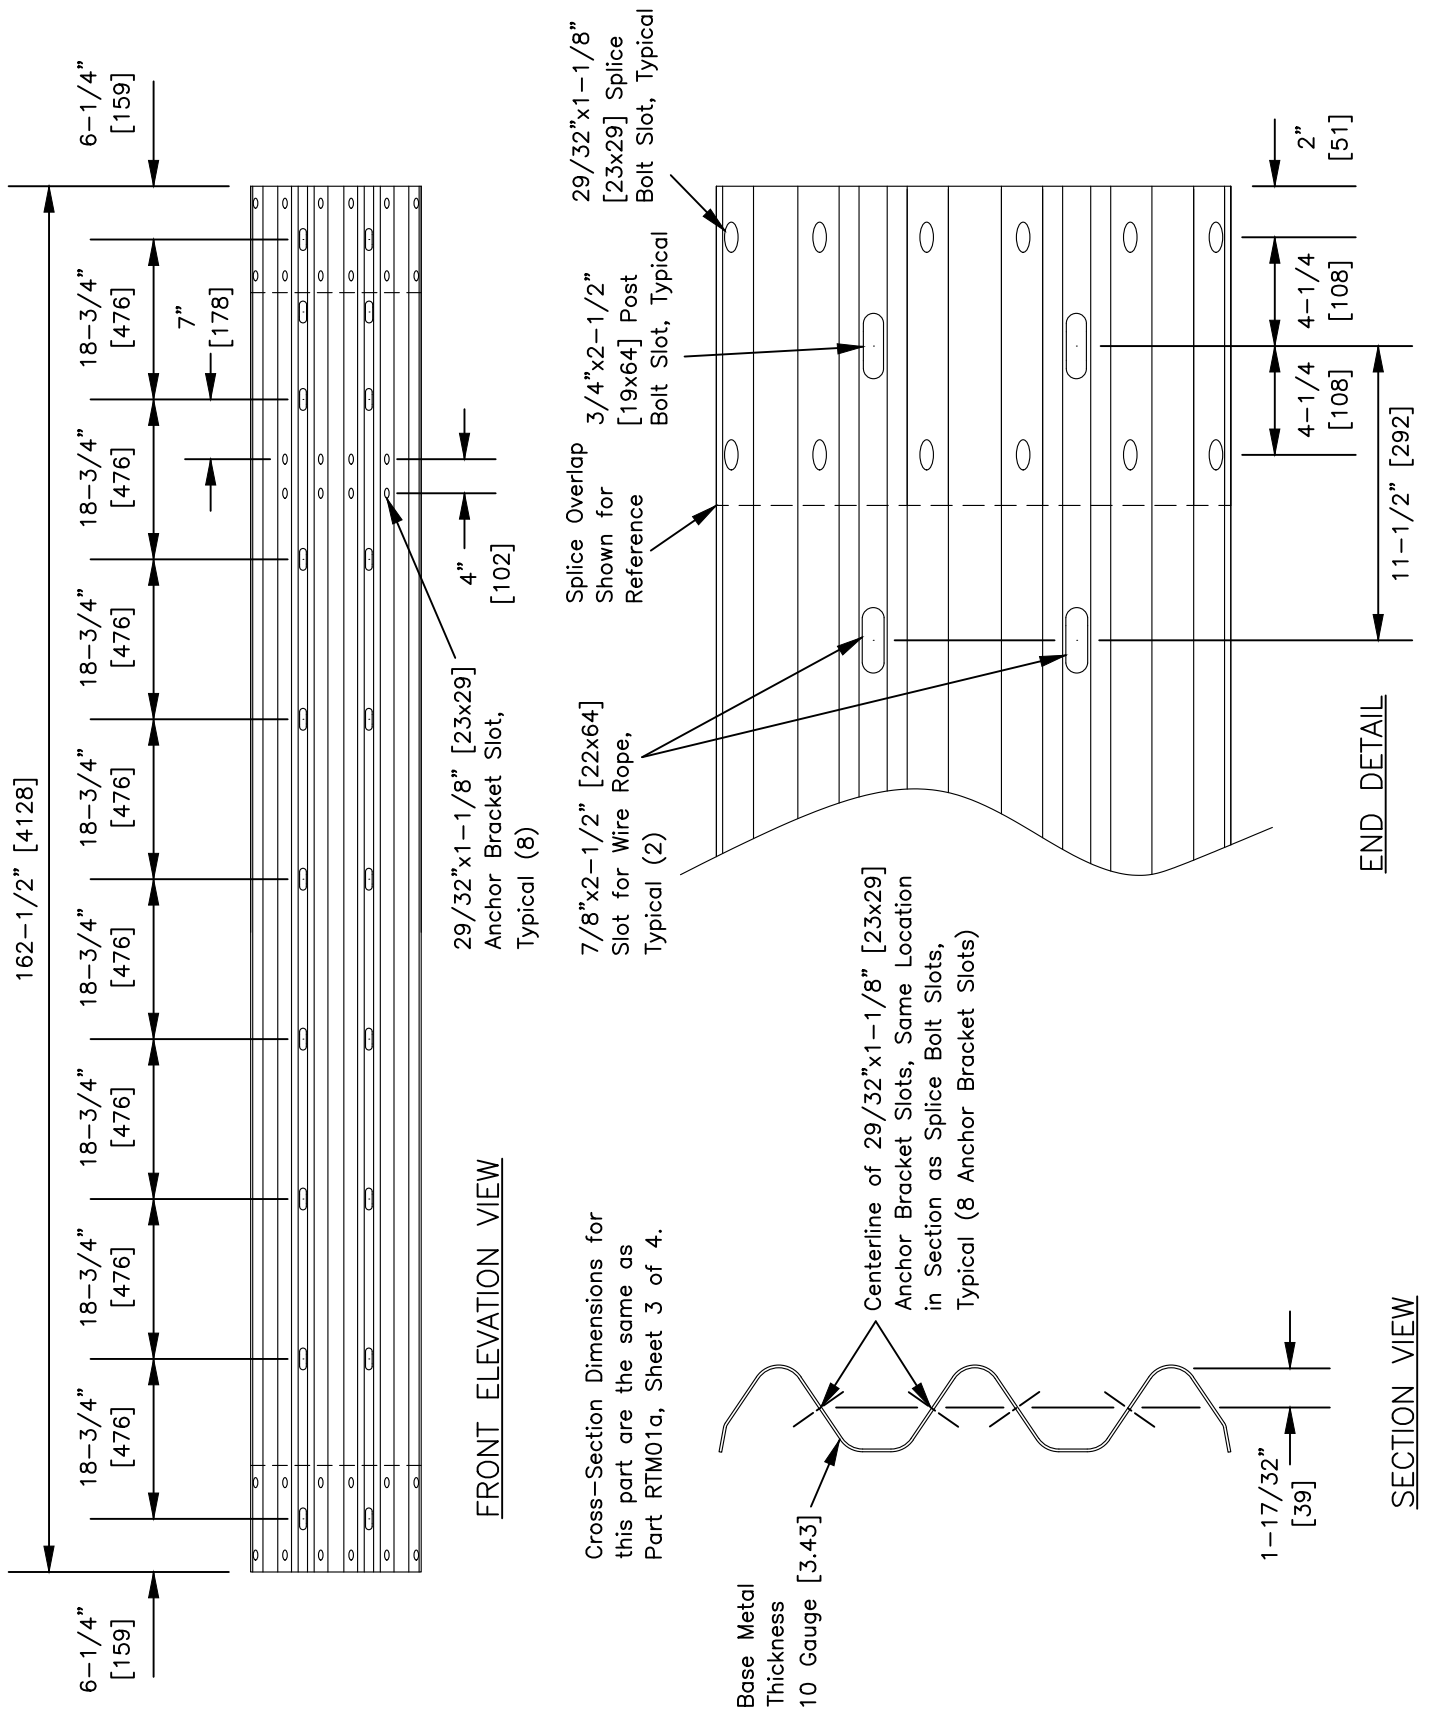 162-1/2" [4128]
6-1/4"
[159]
18-3/4"
[476]
18-3/4"
[476]
18-3/4"
[476]
18-3/4"
[476]
18-3/4"
[476]
18-3/4"
[476]
18-3/4"
[476]
18-3/4"
[476]
6-1/4"
[159]
7"
[178]
4"
[102]
29/32"x1-1/8" [23x29]
Anchor Bracket Slot,
Typical (8)
FRONT ELEVATION VIEW
Cross-Section Dimensions for
this part are the same as
Part RTM01a, Sheet 3 of 4.
7/8"x2-1/2" [22x64]
Slot for Wire Rope,
Typical (2)
Splice Overlap
Shown for
Reference
3/4"x2-1/2"
[19x64] Post
Bolt Slot, Typical
29/32"x1-1/8"
[23x29] Splice
Bolt Slot, Typical
Base Metal
Thickness
10 Gauge [3.43]
Centerline of 29/32"x1-1/8" [23x29]
Anchor Bracket Slots, Same Location
in Section as Splice Bolt Slots,
Typical (8 Anchor Bracket Slots)
1-17/32"
[39]
SECTION VIEW
4-1/4
[108]
4-1/4
[108]
2"
[51]
11-1/2" [292]
END DETAIL